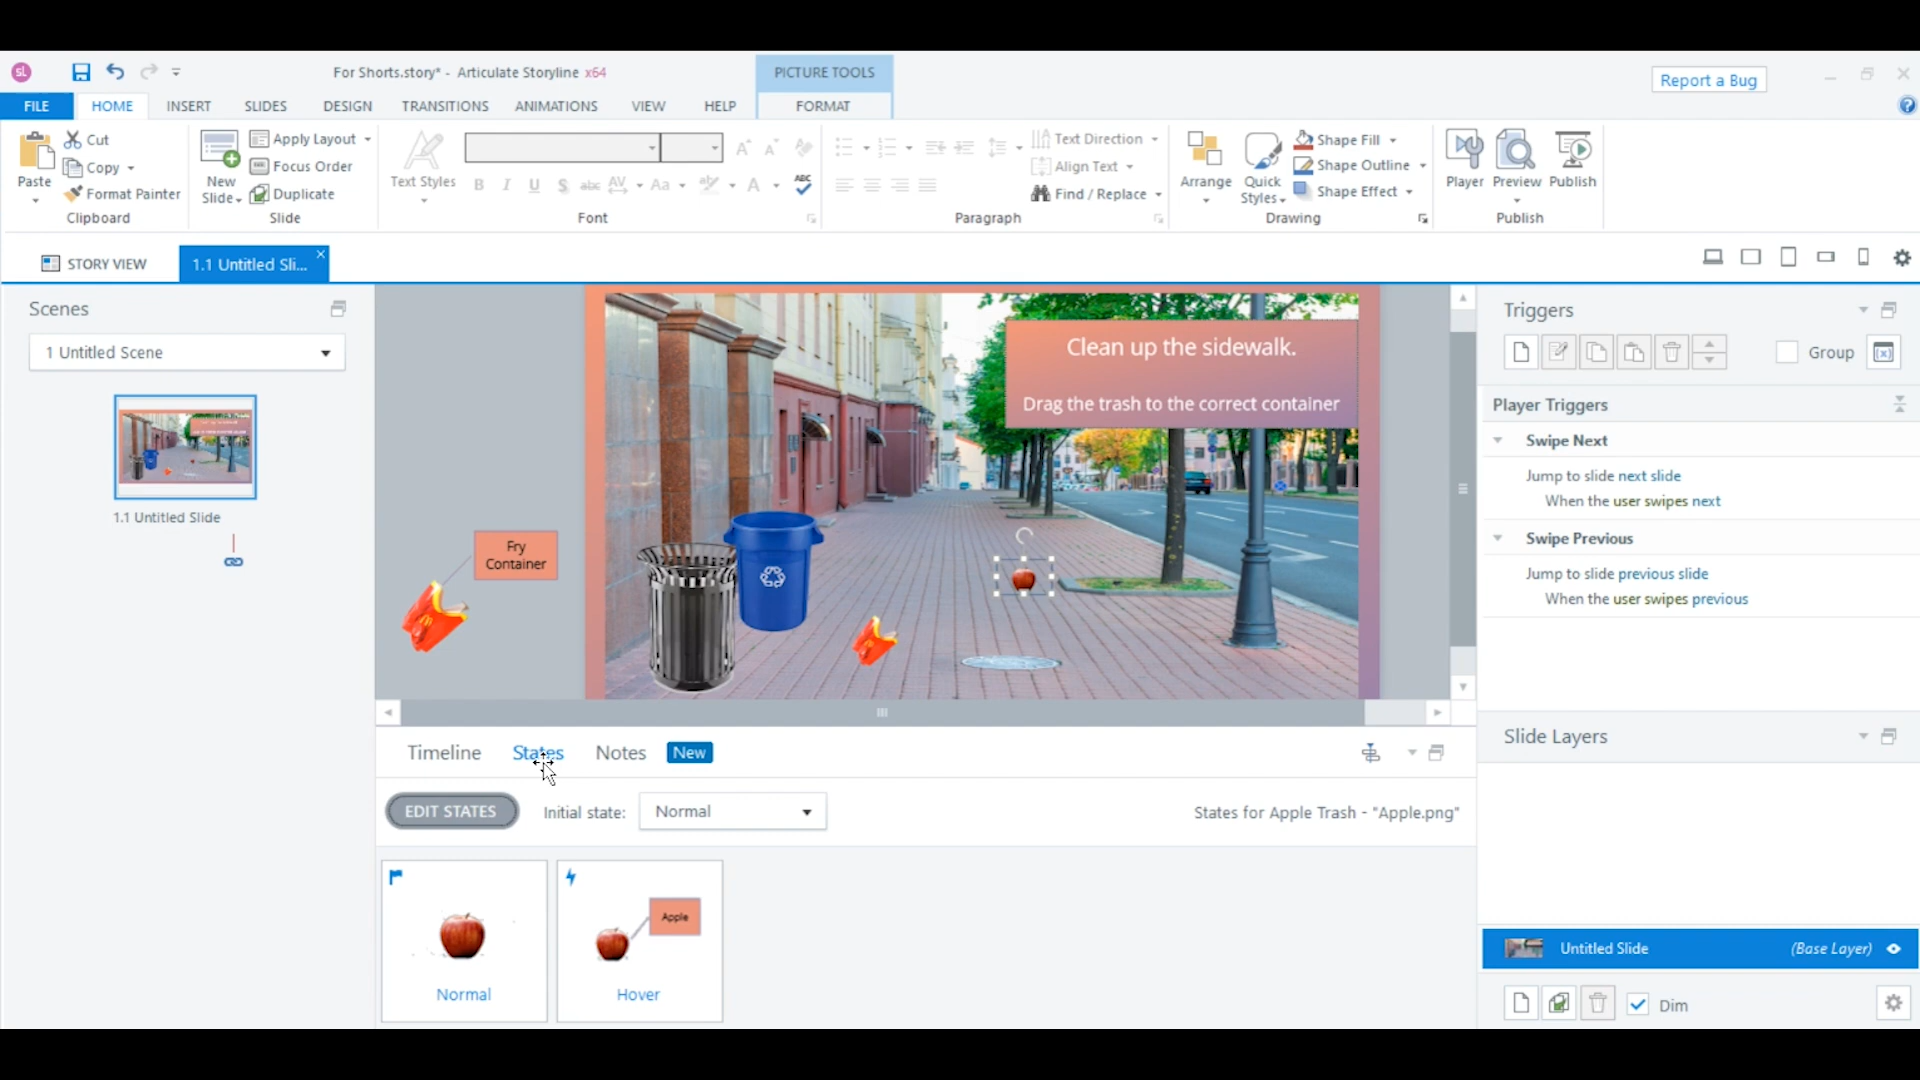 sl
For Shorts.story* - Articulate Storyline x64
PICTURE TOOLS
Report a Bug
FILE
HOME
INSERT
SLIDES
DESIGN
TRANSITIONS
ANIMATIONS
VIEW
HELP
FORMAT
Paste
Cut
Copy
Format Painter
Clipboard
New
Slide
Apply Layout
Focus Order
Duplicate
Slide
Text Styles
B I U S abc AV Aa aby A ABC
Font
Text Direction
Align Text
Find / Replace
Paragraph
Arrange
Quick
Styles
Shape Fill
Shape Outline
Shape Effect
Drawing
Player
Preview
Publish
Publish
STORY VIEW
1.1 Untitled Sli...
Scenes
1 Untitled Scene
1.1 Untitled Slide
Fry
Container
Clean up the sidewalk.
Drag the trash to the correct container
Timeline
States
Notes
New
EDIT STATES
Initial state:
Normal
States for Apple Trash - "Apple.png"
Normal
Apple
Hover
Triggers
Group
(x)
Player Triggers
Swipe Next
Jump to slide next slide
When the user swipes next
Swipe Previous
Jump to slide previous slide
When the user swipes previous
Slide Layers
Untitled Slide
(Base Layer)
Dim